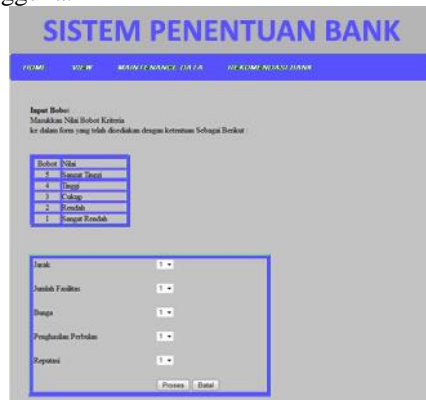 SISTEM PENENTUAN BANK
HOME VIEW MAINTENANCE DATA REKOMENDASI BANK
Input Bobot
Masukkan Nilai Bobot Kriteria
ke dalam form yang telah disediakan dengan ketentuan Sebagai Berikut :
Bobot Nilai
5 Sangat Tinggi
4 Tinggi
3 Cukup
2 Rendah
1 Sangat Rendah
Jarak 1
Jumlah Fasilitas 1
Bunga 1
Penghasilan Perbulan 1
Reputasi 1
Proses Batal